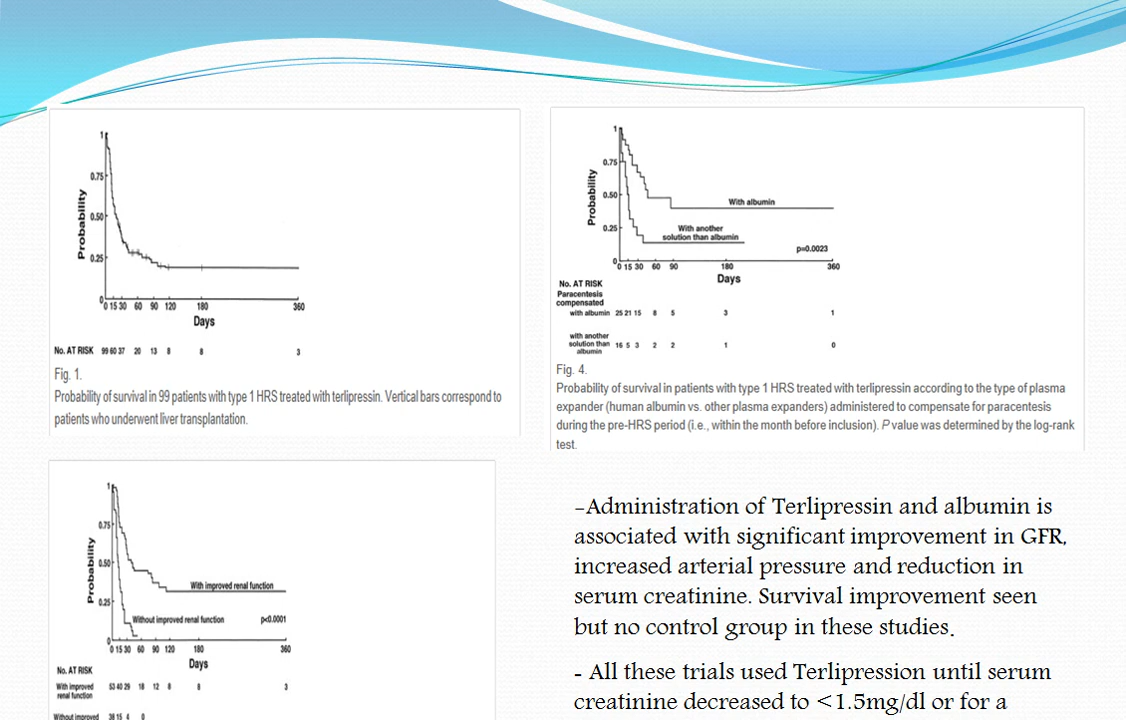 1
0.75
0.50
0.25
0
Probability
0 15 30 60 90 120 180 360
Days
No. AT RISK 99 60 37 20 13 8 8 3
Fig. 1.
Probability of survival in 99 patients with type 1 HRS treated with terlipressin. Vertical bars correspond to
patients who underwent liver transplantation.
1
0.75
0.50
0.25
0
Probability
With albumin
With another
solution than albumin
p=0.0023
0 15 30 60 90 180 360
Days
No. AT RISK
Paracentesis
compensated
with albumin 25 21 15 8 5 3 1
with another
solution than
albumin
16 5 3 2 2 1 0
Fig. 4.
Probability of survival in patients with type 1 HRS treated with terlipressin according to the type of plasma
expander (human albumin vs. other plasma expanders) administered to compensate for paracentesis
during the pre-HRS period (i.e., within the month before inclusion). P value was determined by the log-rank
test.
1
0.75
0.50
0.25
0
Probability
With improved renal function
Without improved renal function
p<0.0001
0 15 30 60 90 120 180 360
Days
No. AT RISK
With improved
renal function
53 40 29 18 12 8 8 3
Without improved 38 15 4 0
-Administration of Terlipressin and albumin is
associated with significant improvement in GFR,
increased arterial pressure and reduction in
serum creatinine. Survival improvement seen
but no control group in these studies.
- All these trials used Terlipression until serum
creatinine decreased to <1.5mg/dl or for a